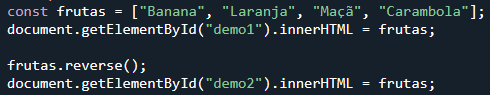 const frutas = ["Banana", "Laranja", "Maçã", "Carambola"];
document.getElementById("demo1").innerHTML = frutas;
frutas.reverse();
document.getElementById("demo2").innerHTML = frutas;